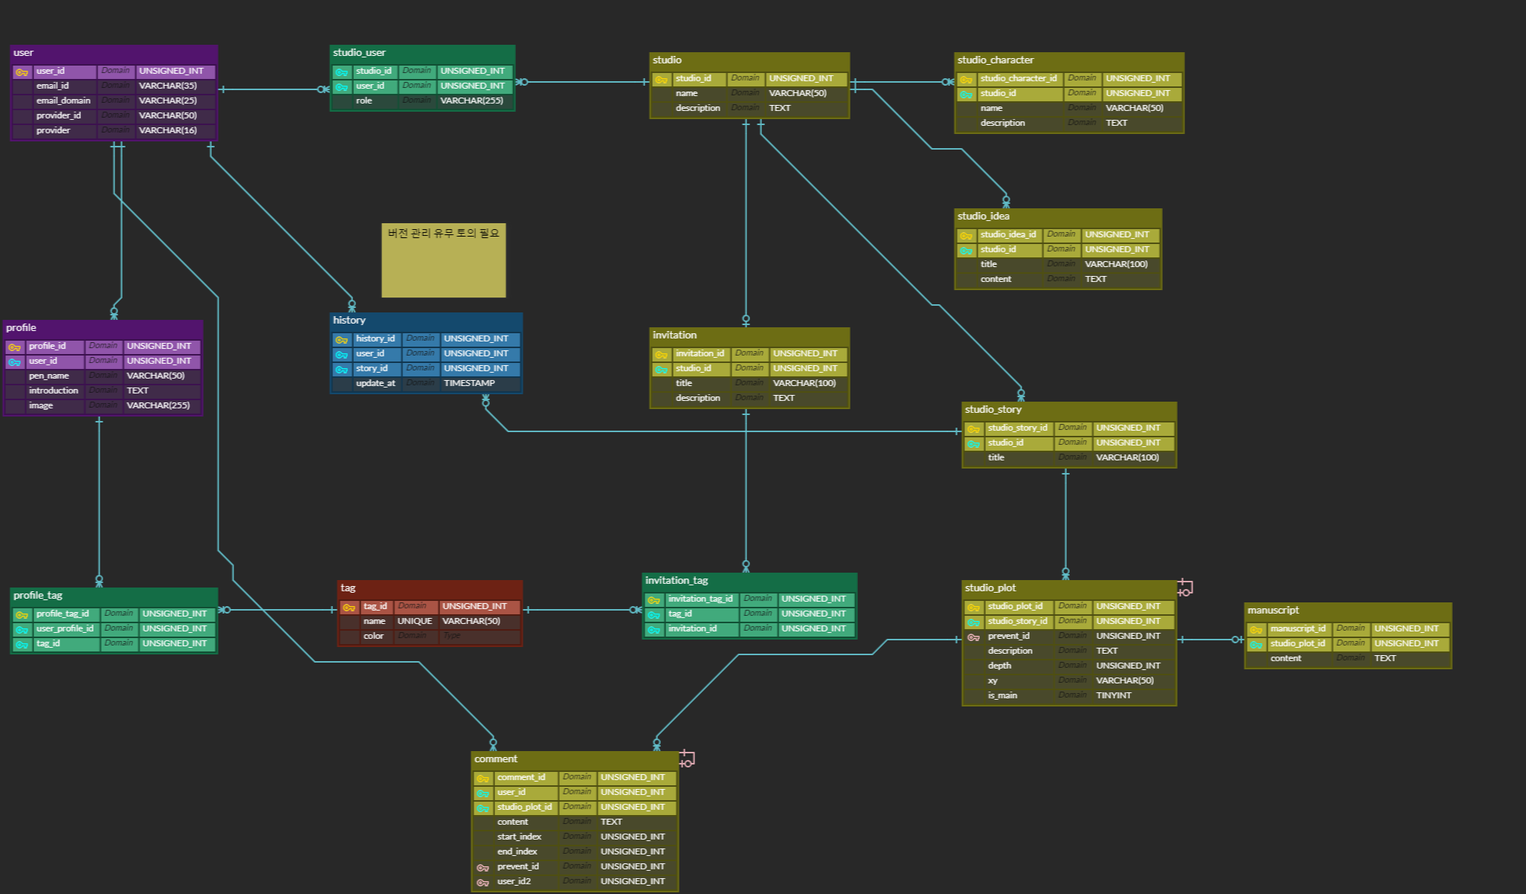 user
user_id Domain UNSIGNED_INT
email_id Domain VARCHAR(35)
email_domain Domain VARCHAR(25)
provider_id Domain VARCHAR(50)
provider Domain VARCHAR(16)
studio_user
studio_id Domain UNSIGNED_INT
user_id Domain UNSIGNED_INT
role Domain VARCHAR(255)
studio
studio_id Domain UNSIGNED_INT
name Domain VARCHAR(50)
description Domain TEXT
studio_character
studio_character_id Domain UNSIGNED_INT
studio_id Domain UNSIGNED_INT
name Domain VARCHAR(50)
description Domain TEXT
studio_idea
studio_idea_id Domain UNSIGNED_INT
studio_id Domain UNSIGNED_INT
title Domain VARCHAR(100)
content Domain TEXT
버전 관리 유무 토의 필요
profile
profile_id Domain UNSIGNED_INT
user_id Domain UNSIGNED_INT
pen_name Domain VARCHAR(50)
introduction Domain TEXT
image Domain VARCHAR(255)
history
history_id Domain UNSIGNED_INT
user_id Domain UNSIGNED_INT
story_id Domain UNSIGNED_INT
update_at Domain TIMESTAMP
invitation
invitation_id Domain UNSIGNED_INT
studio_id Domain UNSIGNED_INT
title Domain VARCHAR(100)
description Domain TEXT
studio_story
studio_story_id Domain UNSIGNED_INT
studio_id Domain UNSIGNED_INT
title Domain VARCHAR(100)
profile_tag
profile_tag_id Domain UNSIGNED_INT
user_profile_id Domain UNSIGNED_INT
tag_id Domain UNSIGNED_INT
tag
tag_id Domain UNSIGNED_INT
name UNIQUE VARCHAR(50)
color Domain Type
invitation_tag
invitation_tag_id Domain UNSIGNED_INT
tag_id Domain UNSIGNED_INT
invitation_id Domain UNSIGNED_INT
studio_plot
studio_plot_id Domain UNSIGNED_INT
studio_story_id Domain UNSIGNED_INT
prevent_id Domain UNSIGNED_INT
description Domain TEXT
depth Domain UNSIGNED_INT
xy Domain VARCHAR(50)
is_main Domain TINYINT
manuscript
manuscript_id Domain UNSIGNED_INT
studio_plot_id Domain UNSIGNED_INT
content Domain TEXT
comment
comment_id Domain UNSIGNED_INT
user_id Domain UNSIGNED_INT
studio_plot_id Domain UNSIGNED_INT
content Domain TEXT
start_index Domain UNSIGNED_INT
end_index Domain UNSIGNED_INT
prevent_id Domain UNSIGNED_INT
user_id2 Domain UNSIGNED_INT